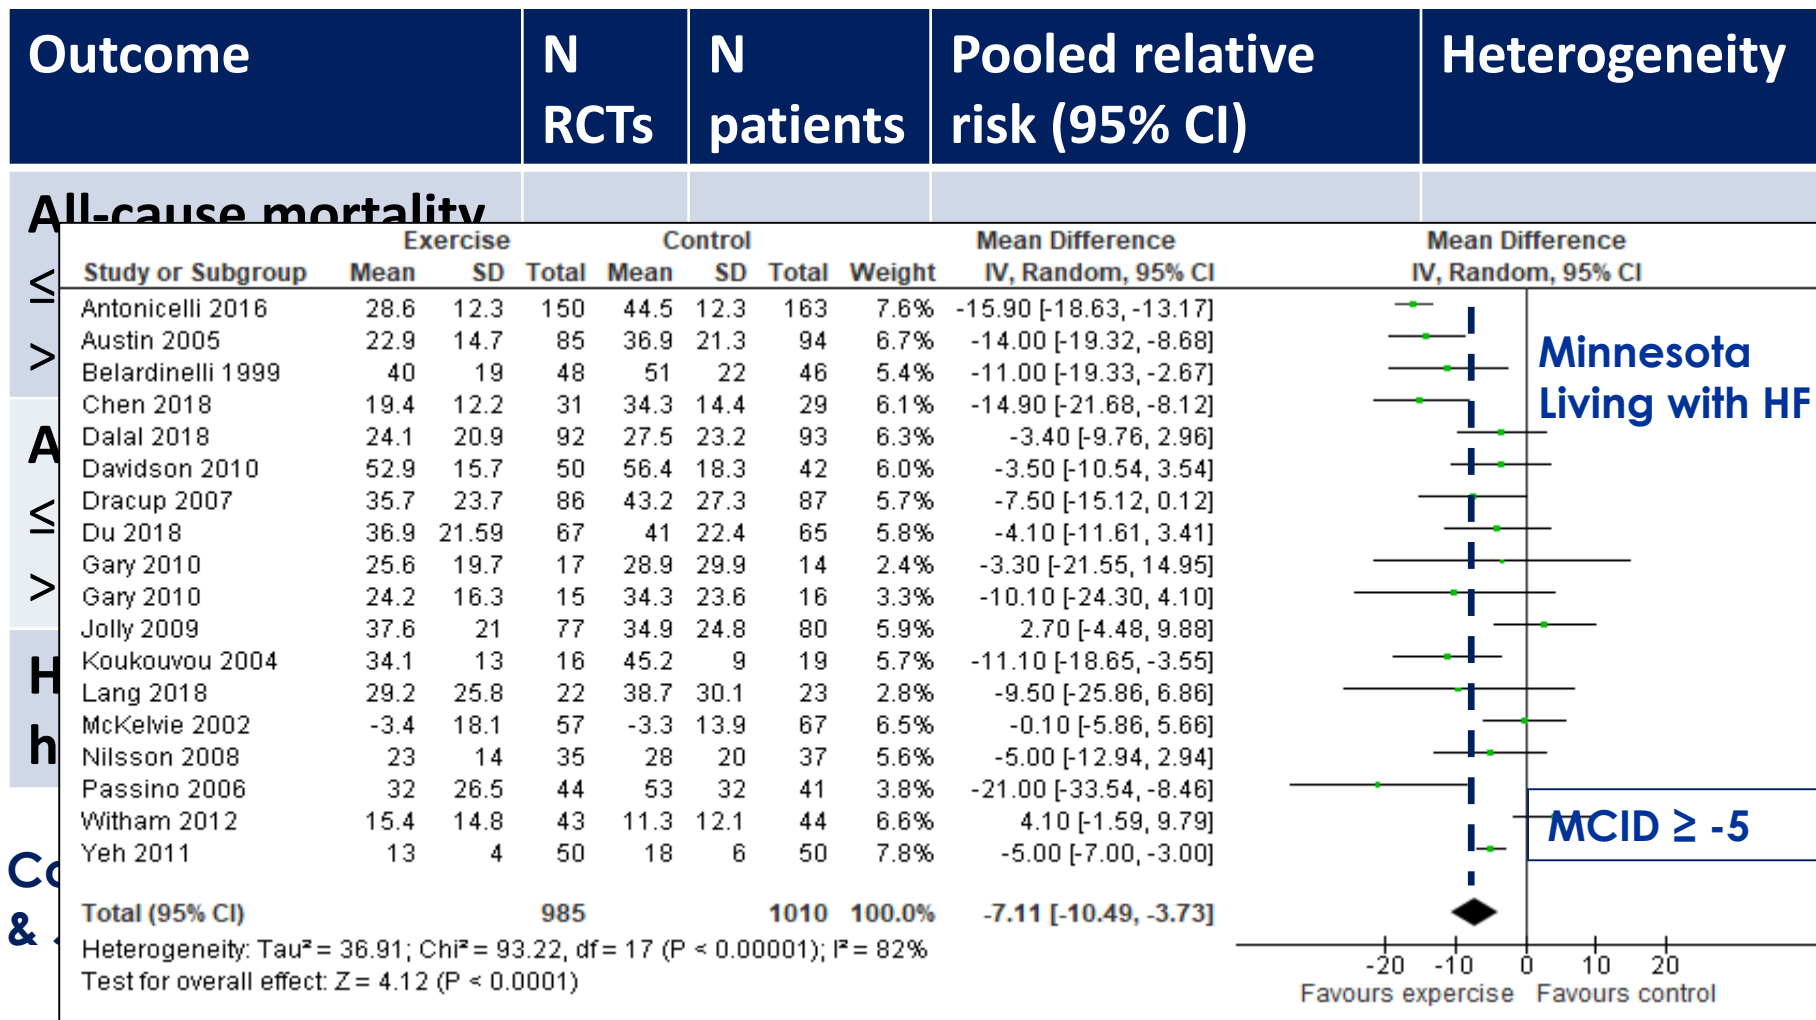 Outcome N N Pooled relative Heterogeneity
RCTs patients risk (95% CI)
All-cause mortality
≤
>
A
≤
>
H
h
Co
&
Exercise Control Mean Difference Mean Difference
Study or Subgroup Mean SD Total Mean SD Total Weight IV, Random, 95% CI IV, Random, 95% CI
Antonicelli 2016 28.6 12.3 150 44.5 12.3 163 7.6% -15.90 [-18.63, -13.17]
Austin 2005 22.9 14.7 85 36.9 21.3 94 6.7% -14.00 [-19.32, -8.68]
Belardinelli 1999 40 19 48 51 22 46 5.4% -11.00 [-19.33, -2.67]
Chen 2018 19.4 12.2 31 34.3 14.4 29 6.1% -14.90 [-21.68, -8.12]
Dalal 2018 24.1 20.9 92 27.5 23.2 93 6.3% -3.40 [-9.76, 2.96]
Davidson 2010 52.9 15.7 50 56.4 18.3 42 6.0% -3.50 [-10.54, 3.54]
Dracup 2007 35.7 23.7 86 43.2 27.3 87 5.7% -7.50 [-15.12, 0.12]
Du 2018 36.9 21.59 67 41 22.4 65 5.8% -4.10 [-11.61, 3.41]
Gary 2010 25.6 19.7 17 28.9 29.9 14 2.4% -3.30 [-21.55, 14.95]
Gary 2010 24.2 16.3 15 34.3 23.6 16 3.3% -10.10 [-24.30, 4.10]
Jolly 2009 37.6 21 77 34.9 24.8 80 5.9% 2.70 [-4.48, 9.88]
Koukouvou 2004 34.1 13 16 45.2 9 19 5.7% -11.10 [-18.65, -3.55]
Lang 2018 29.2 25.8 22 38.7 30.1 23 2.8% -9.50 [-25.86, 6.86]
McKelvie 2002 -3.4 18.1 57 -3.3 13.9 67 6.5% -0.10 [-5.86, 5.66]
Nilsson 2008 23 14 35 28 20 37 5.6% -5.00 [-12.94, 2.94]
Passino 2006 32 26.5 44 53 32 41 3.8% -21.00 [-33.54, -8.46]
Witham 2012 15.4 14.8 43 11.3 12.1 44 6.6% 4.10 [-1.59, 9.79]
Yeh 2011 13 4 50 18 6 50 7.8% -5.00 [-7.00, -3.00]
Total (95% CI) 985 1010 100.0% -7.11 [-10.49, -3.73]
Heterogeneity: Tau² = 36.91; Chi² = 93.22, df = 17 (P < 0.00001); I² = 82%
Test for overall effect: Z = 4.12 (P < 0.0001)
Minnesota
Living with HF
MCID ≥ -5
-20 -10 0 10 20
Favours expercise Favours control